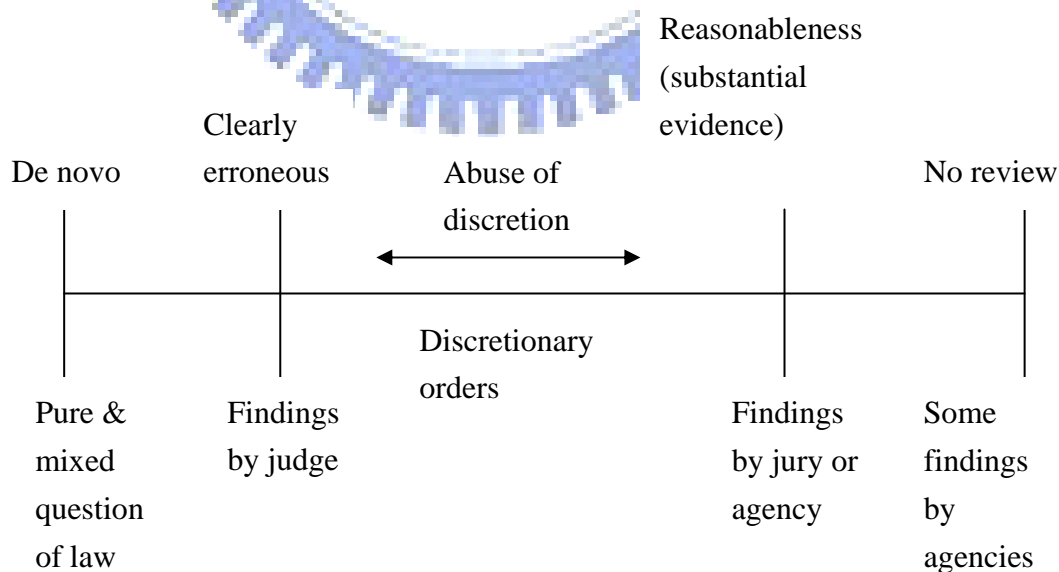 Reasonableness
(substantial
evidence)
Clearly
erroneous
De novo
Abuse of
discretion
No review
Discretionary
orders
Pure &
mixed
question
of law
Findings
by judge
Findings
by jury or
agency
Some
findings
by
agencies